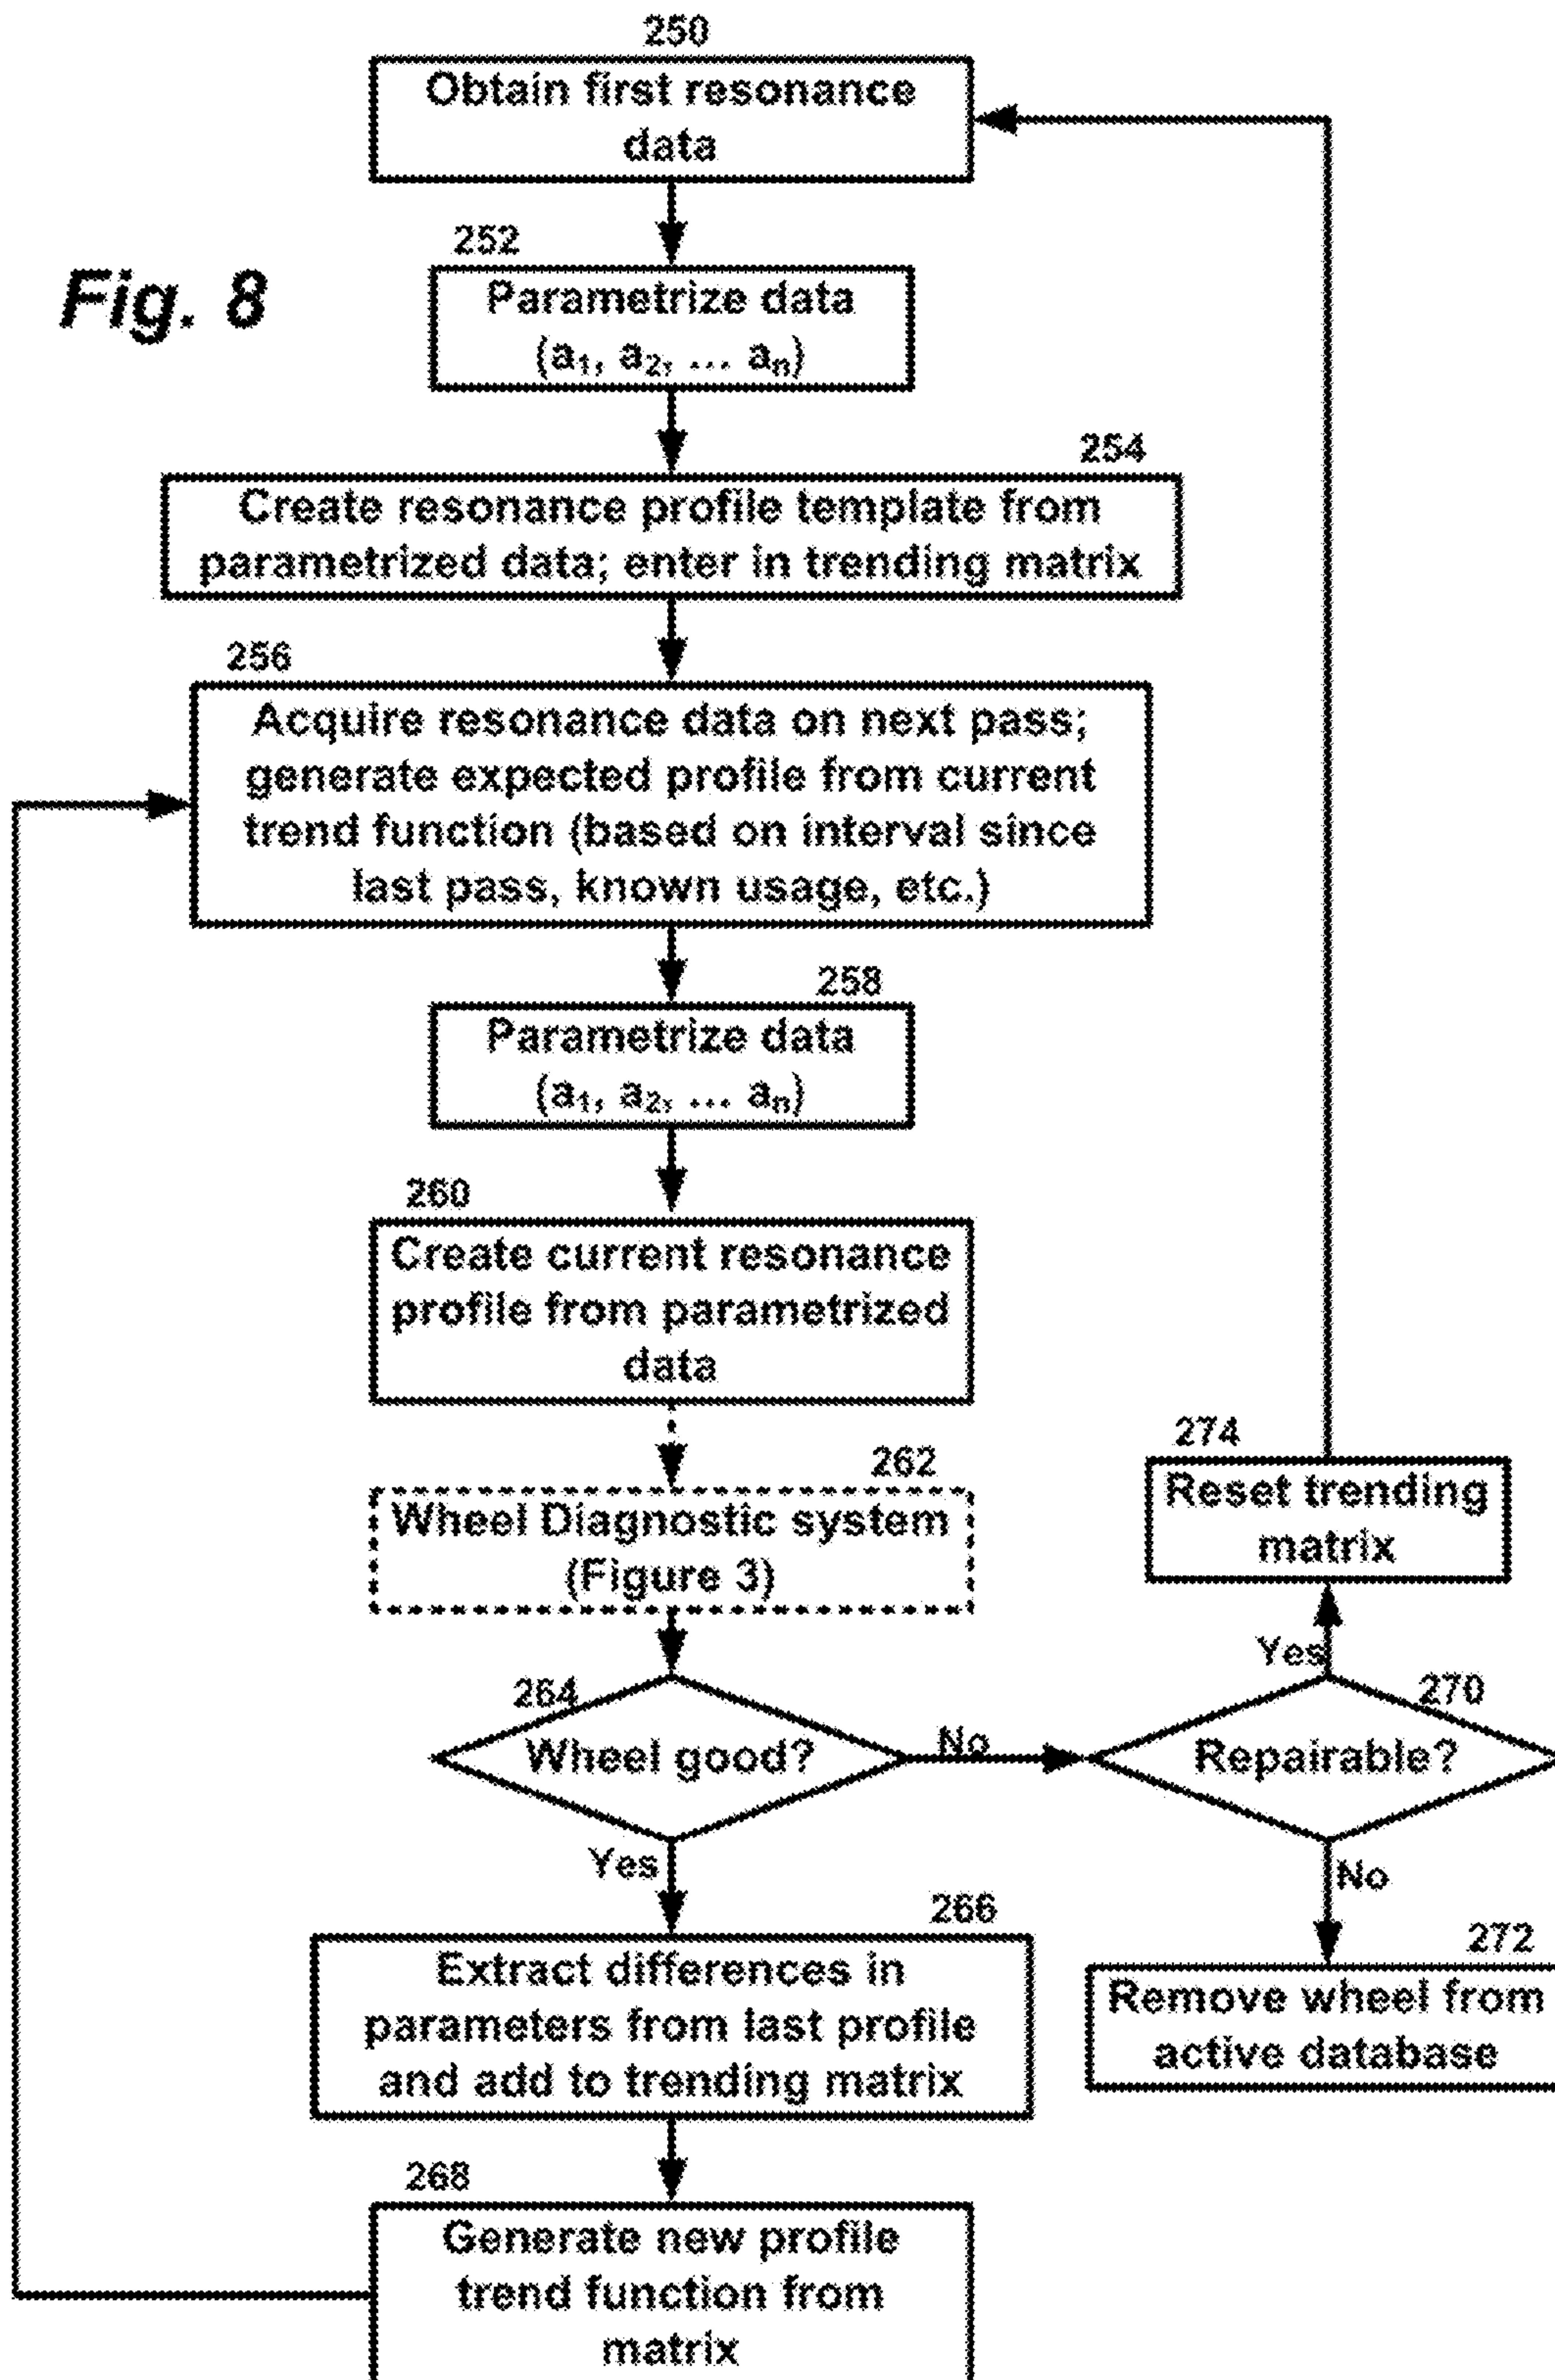 250
Obtain first resonance
data
Fig. 8
252
Parametrize data
(a₁, a₂, ... aₙ)
254
Create resonance profile template from
parametrized data; enter in trending matrix
256
Acquire resonance data on next pass;
generate expected profile from current
trend function (based on interval since
last pass, known usage, etc.)
258
Parametrize data
(a₁, a₂, ... aₙ)
260
Create current resonance
profile from parametrized
data
262
Wheel Diagnostic system
(Figure 3)
274
Reset trending
matrix
Yes
264
Wheel good?
No
270
Repairable?
Yes
No
266
Extract differences in
parameters from last profile
and add to trending matrix
272
Remove wheel from
active database
268
Generate new profile
trend function from
matrix